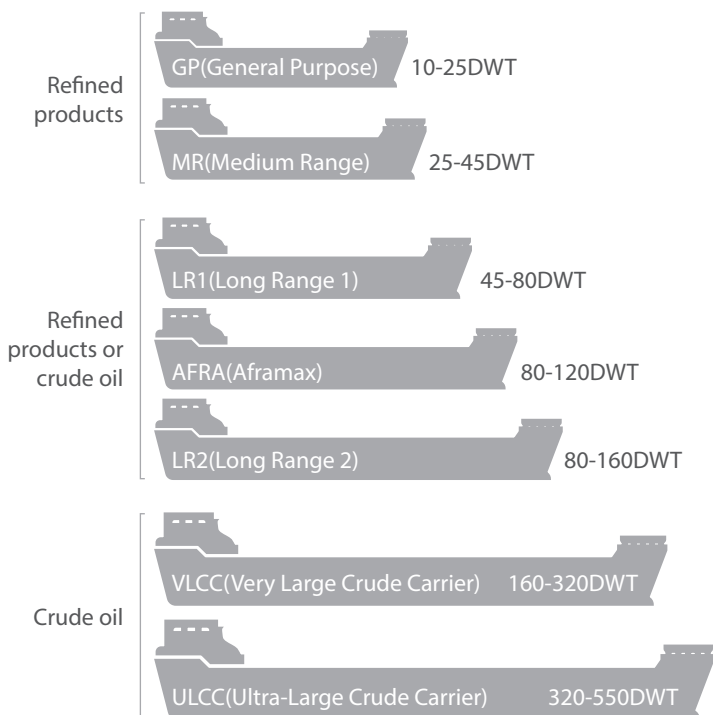 GP(General Purpose) 10-25DWT
Refined
products
MR(Medium Range) 25-45DWT
LR1(Long Range 1) 45-80DWT
Refined
products or
crude oil
AFRA(Aframax) 80-120DWT
LR2(Long Range 2) 80-160DWT
VLCC(Very Large Crude Carrier) 160-320DWT
Crude oil
ULCC(Ultra-Large Crude Carrier) 320-550DWT